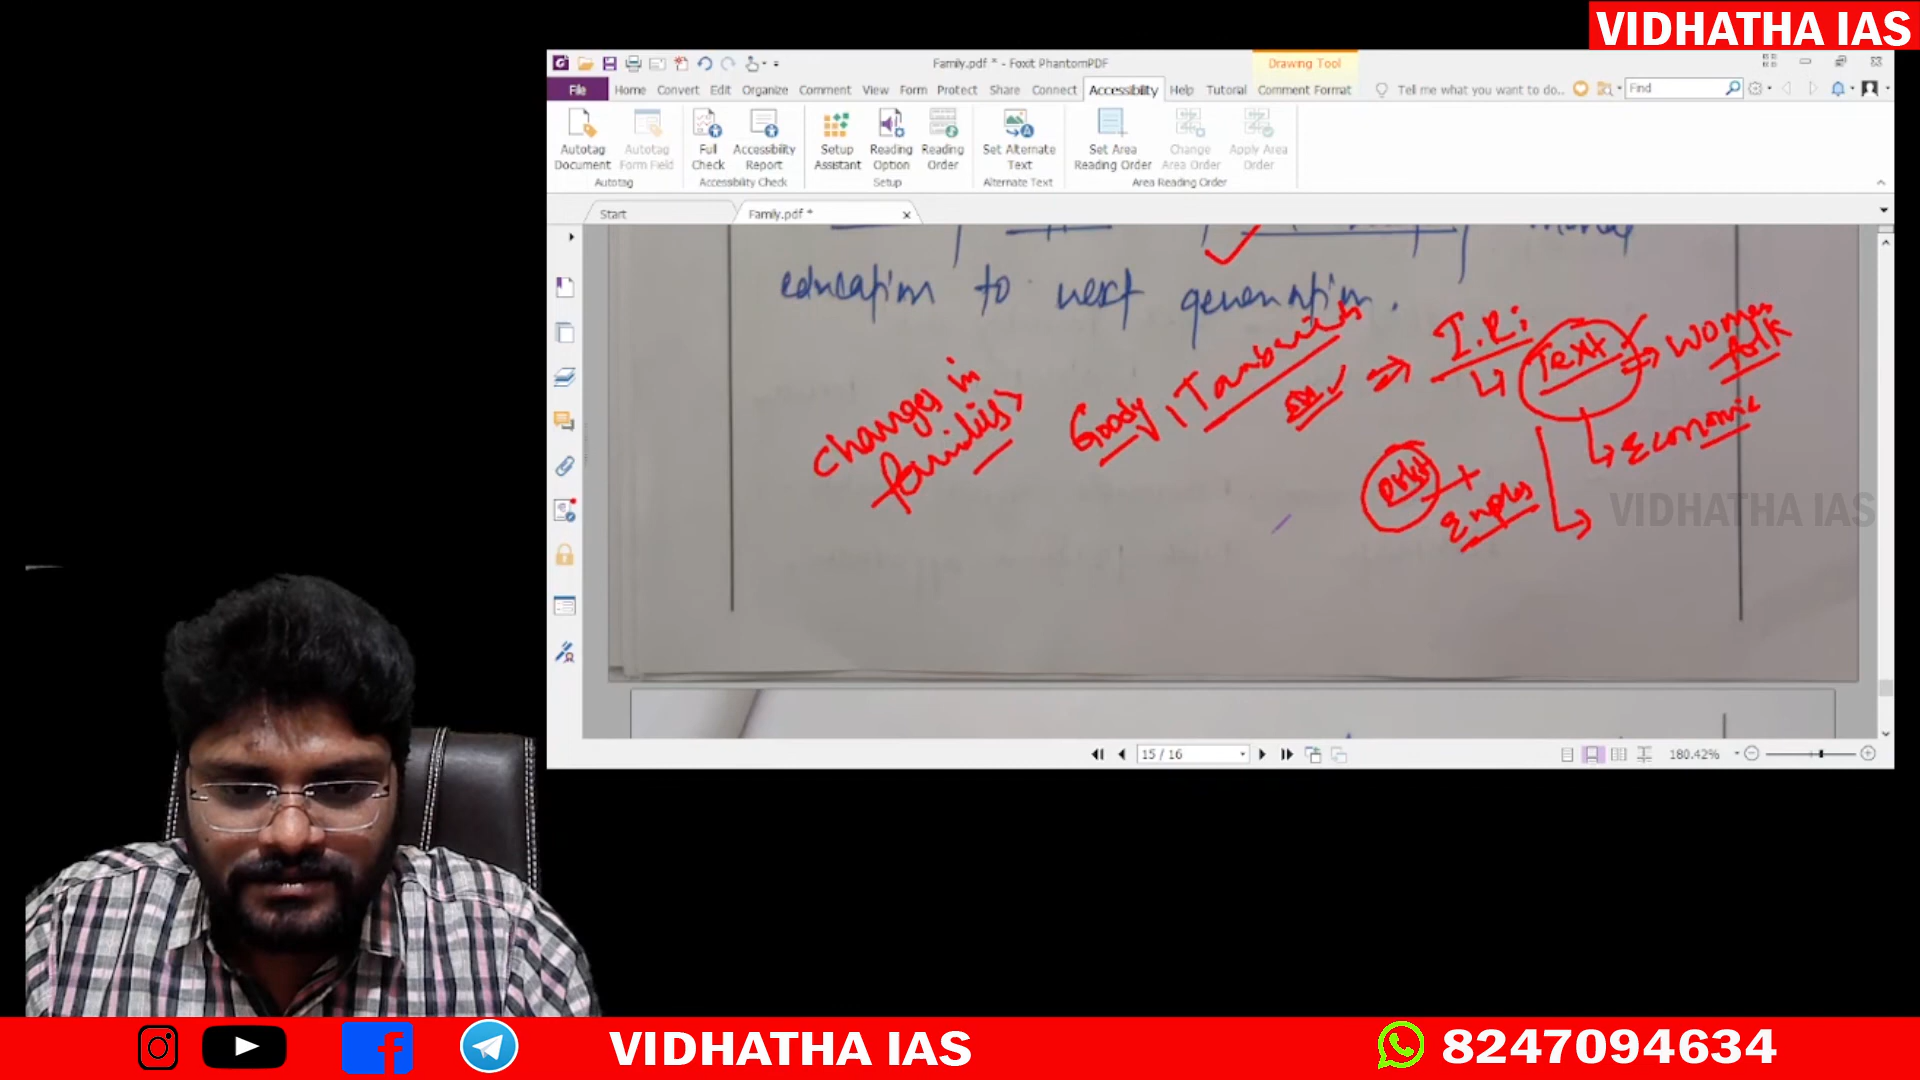 VIDHATHA IAS
Family.pdf * - Foxit PhantomPDF
Drawing Tool
File Home Convert Edit Organize Comment View Form Protect Share Connect Accessibility Help Tutorial Comment Format Tell me what you want to do.. Find
Autotag Document
Autotag Form Field
Full Check
Accessibility Report
Setup Assistant
Reading Option
Reading Order
Set Alternate Text
Set Area Reading Order
Change Area Order
Apply Area Order
Autotag
Accessibility Check
Setup
Alternate Text
Area Reading Order
Start
Family.pdf *
education to next generation.
changes in
families
Goody,
I.R:
Text
women
folk
Economic
VIDHATHA IAS
15 / 16
180.42%
VIDHATHA IAS
8247094634